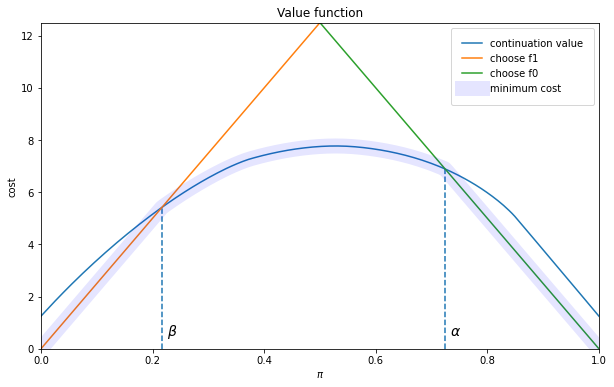 Value function
continuation value
choose f1
choose f0
minimum cost
cost
12
10
8
6
4
2
0
β
α
0.0
0.2
0.4
0.6
0.8
1.0
π